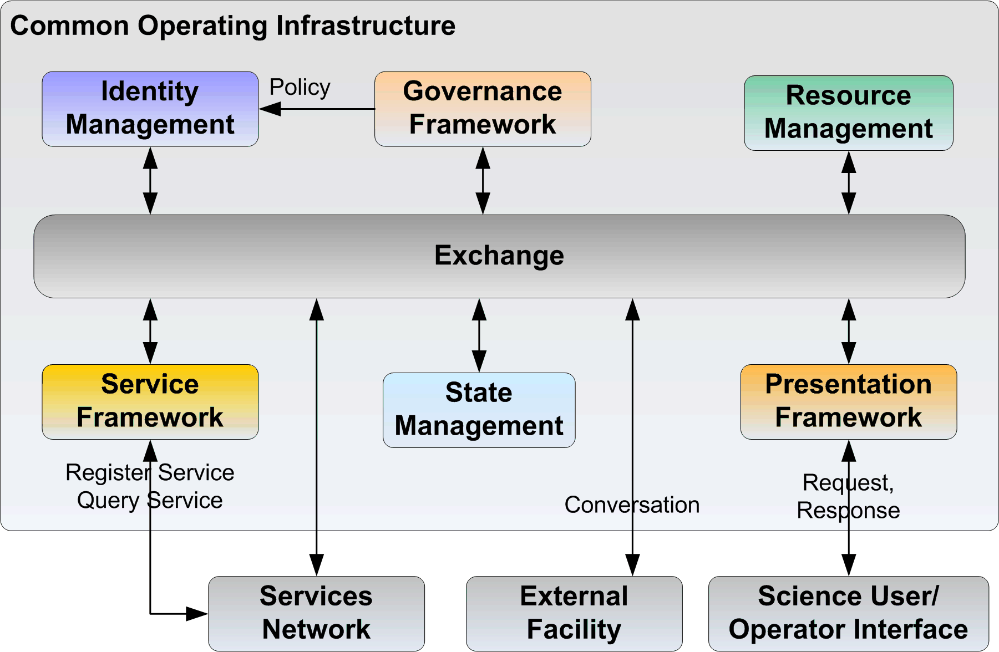 Common Operating Infrastructure
Identity
Management
Policy
Governance
Framework
Resource
Management
Exchange
Service
Framework
State
Management
Presentation
Framework
Register Service
Query Service
Conversation
Request,
Response
Services
Network
External
Facility
Science User/
Operator Interface